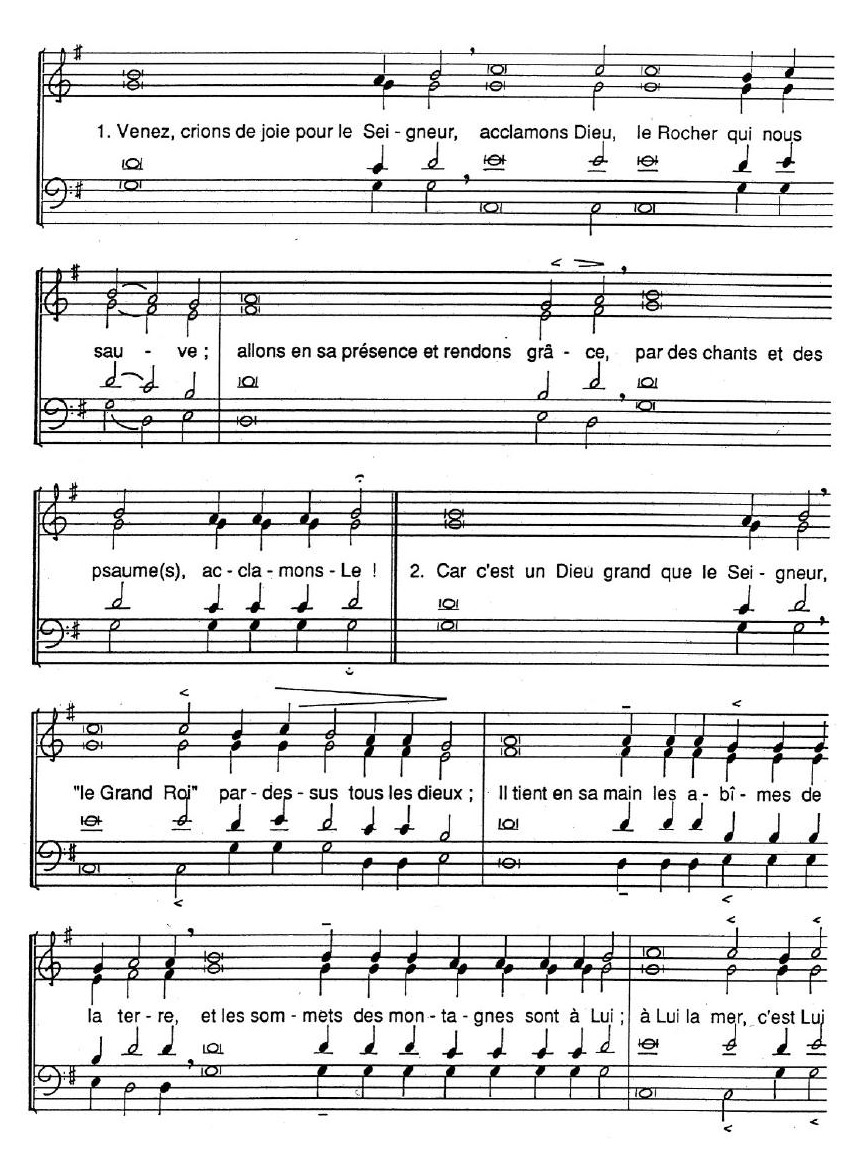 1. Venez, crions de joie pour le Sei - gneur, acclamons Dieu, le Rocher qui nous
sau - ve ; allons en sa présence et rendons grâ - ce, par des chants et des
psaume(s), ac - cla - mons - Le ! 2. Car c'est un Dieu grand que le Sei - gneur,
"le Grand Roi" par - des - sus tous les dieux ; Il tient en sa main les a - bî - mes de
la ter - re, et les som - mets des mon - ta - gnes sont à Lui ; à Lui la mer, c'est Lui